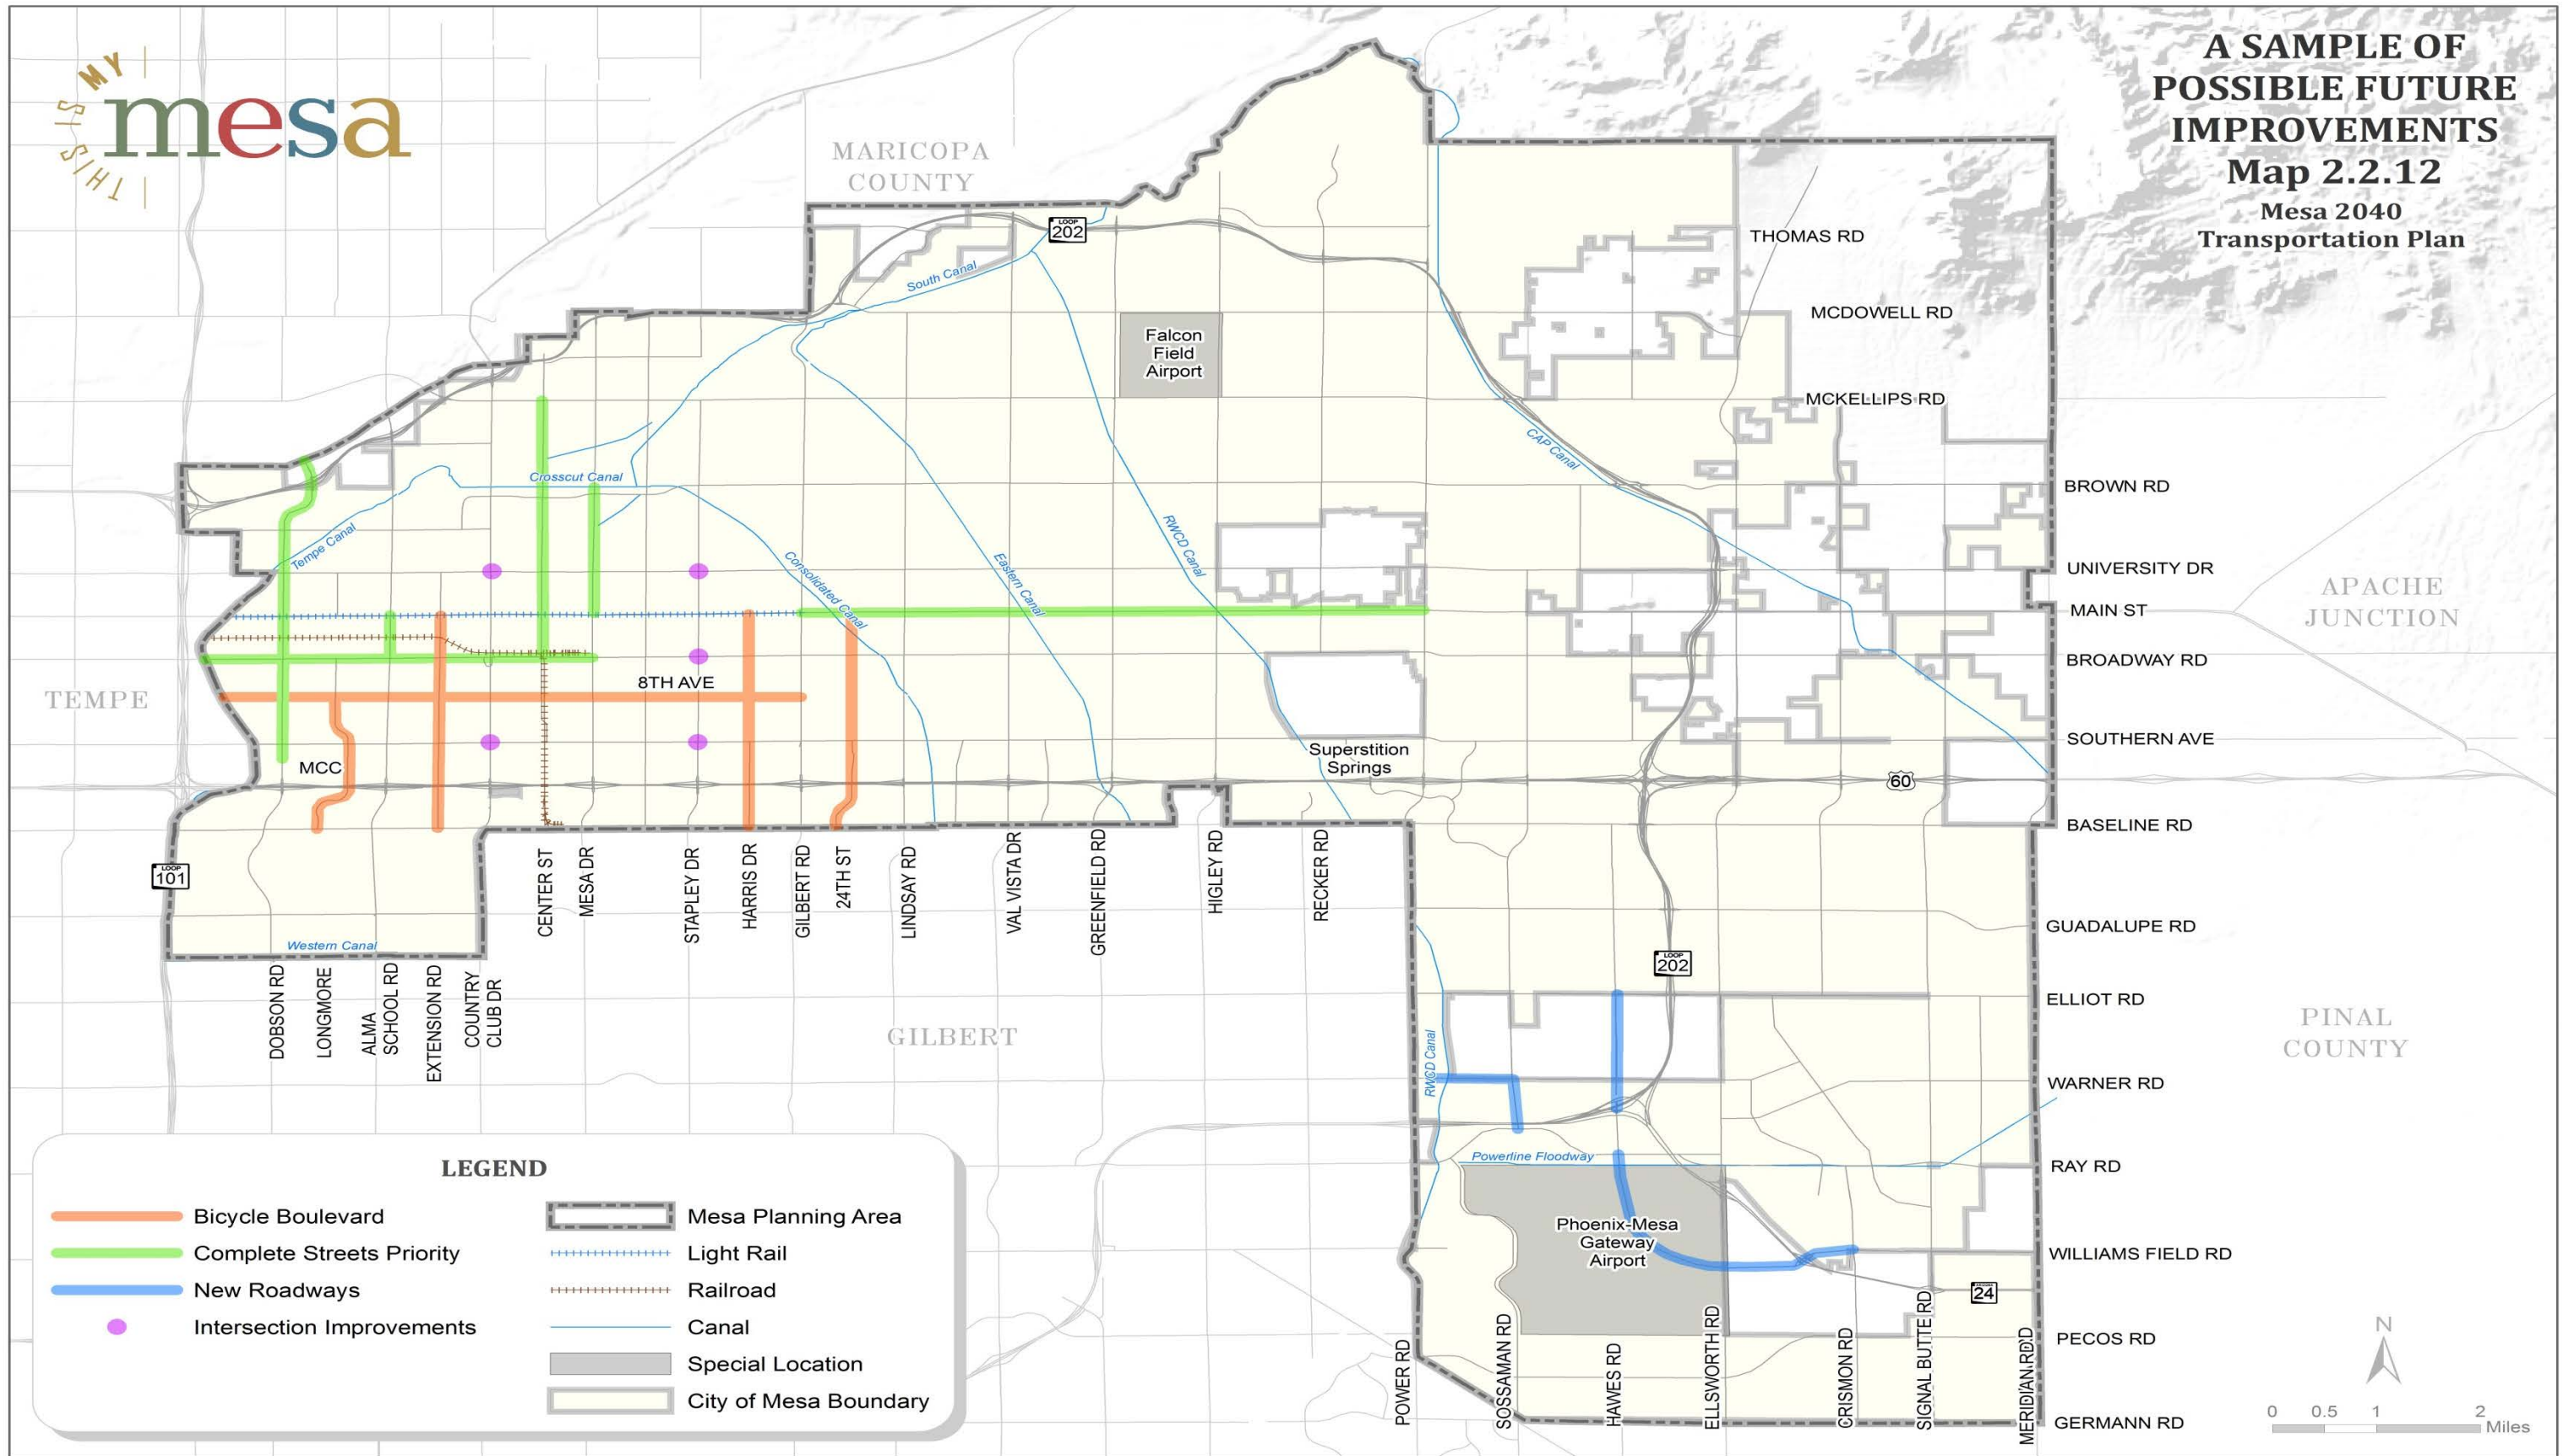 THIS IS MY
mesa
A SAMPLE OF
POSSIBLE FUTURE
IMPROVEMENTS
Map 2.2.12
Mesa 2040
Transportation Plan
MARICOPA
COUNTY
LOOP
202
THOMAS RD
South Canal
MCDOWELL RD
Falcon
Field
Airport
MCKELLIPS RD
CAP Canal
Crosscut Canal
BROWN RD
Tempe Canal
Consolidated Canal
Eastern Canal
RWCD Canal
UNIVERSITY DR
APACHE
JUNCTION
MAIN ST
BROADWAY RD
TEMPE
8TH AVE
SOUTHERN AVE
MCC
Superstition
Springs
60
BASELINE RD
LOOP
101
CENTER ST
MESA DR
STAPLEY DR
HARRIS DR
GILBERT RD
24TH ST
LINDSAY RD
VAL VISTA DR
GREENFIELD RD
HIGLEY RD
RECKER RD
GUADALUPE RD
Western Canal
LOOP
202
DOBSON RD
LONGMORE
ALMA
SCHOOL RD
EXTENSION RD
COUNTRY
CLUB DR
ELLIOT RD
GILBERT
PINAL
COUNTY
RWCD Canal
WARNER RD
Powerline Floodway
RAY RD
Phoenix-Mesa
Gateway
Airport
WILLIAMS FIELD RD
24
PECOS RD
POWER RD
SOSSAMAN RD
HAWES RD
ELLSWORTH RD
CRISMON RD
SIGNAL BUTTE RD
MERIDIAN RD
GERMANN RD
LEGEND
Bicycle Boulevard
Complete Streets Priority
New Roadways
Intersection Improvements
Mesa Planning Area
Light Rail
Railroad
Canal
Special Location
City of Mesa Boundary
N
0 0.5 1 2
Miles